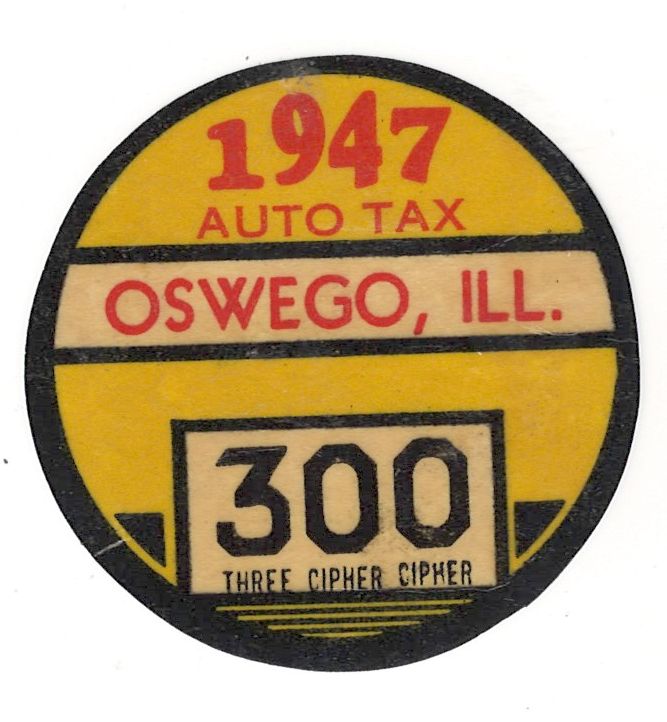 1947
AUTO TAX
OSWEGO, ILL.
300
THREE CIPHER CIPHER